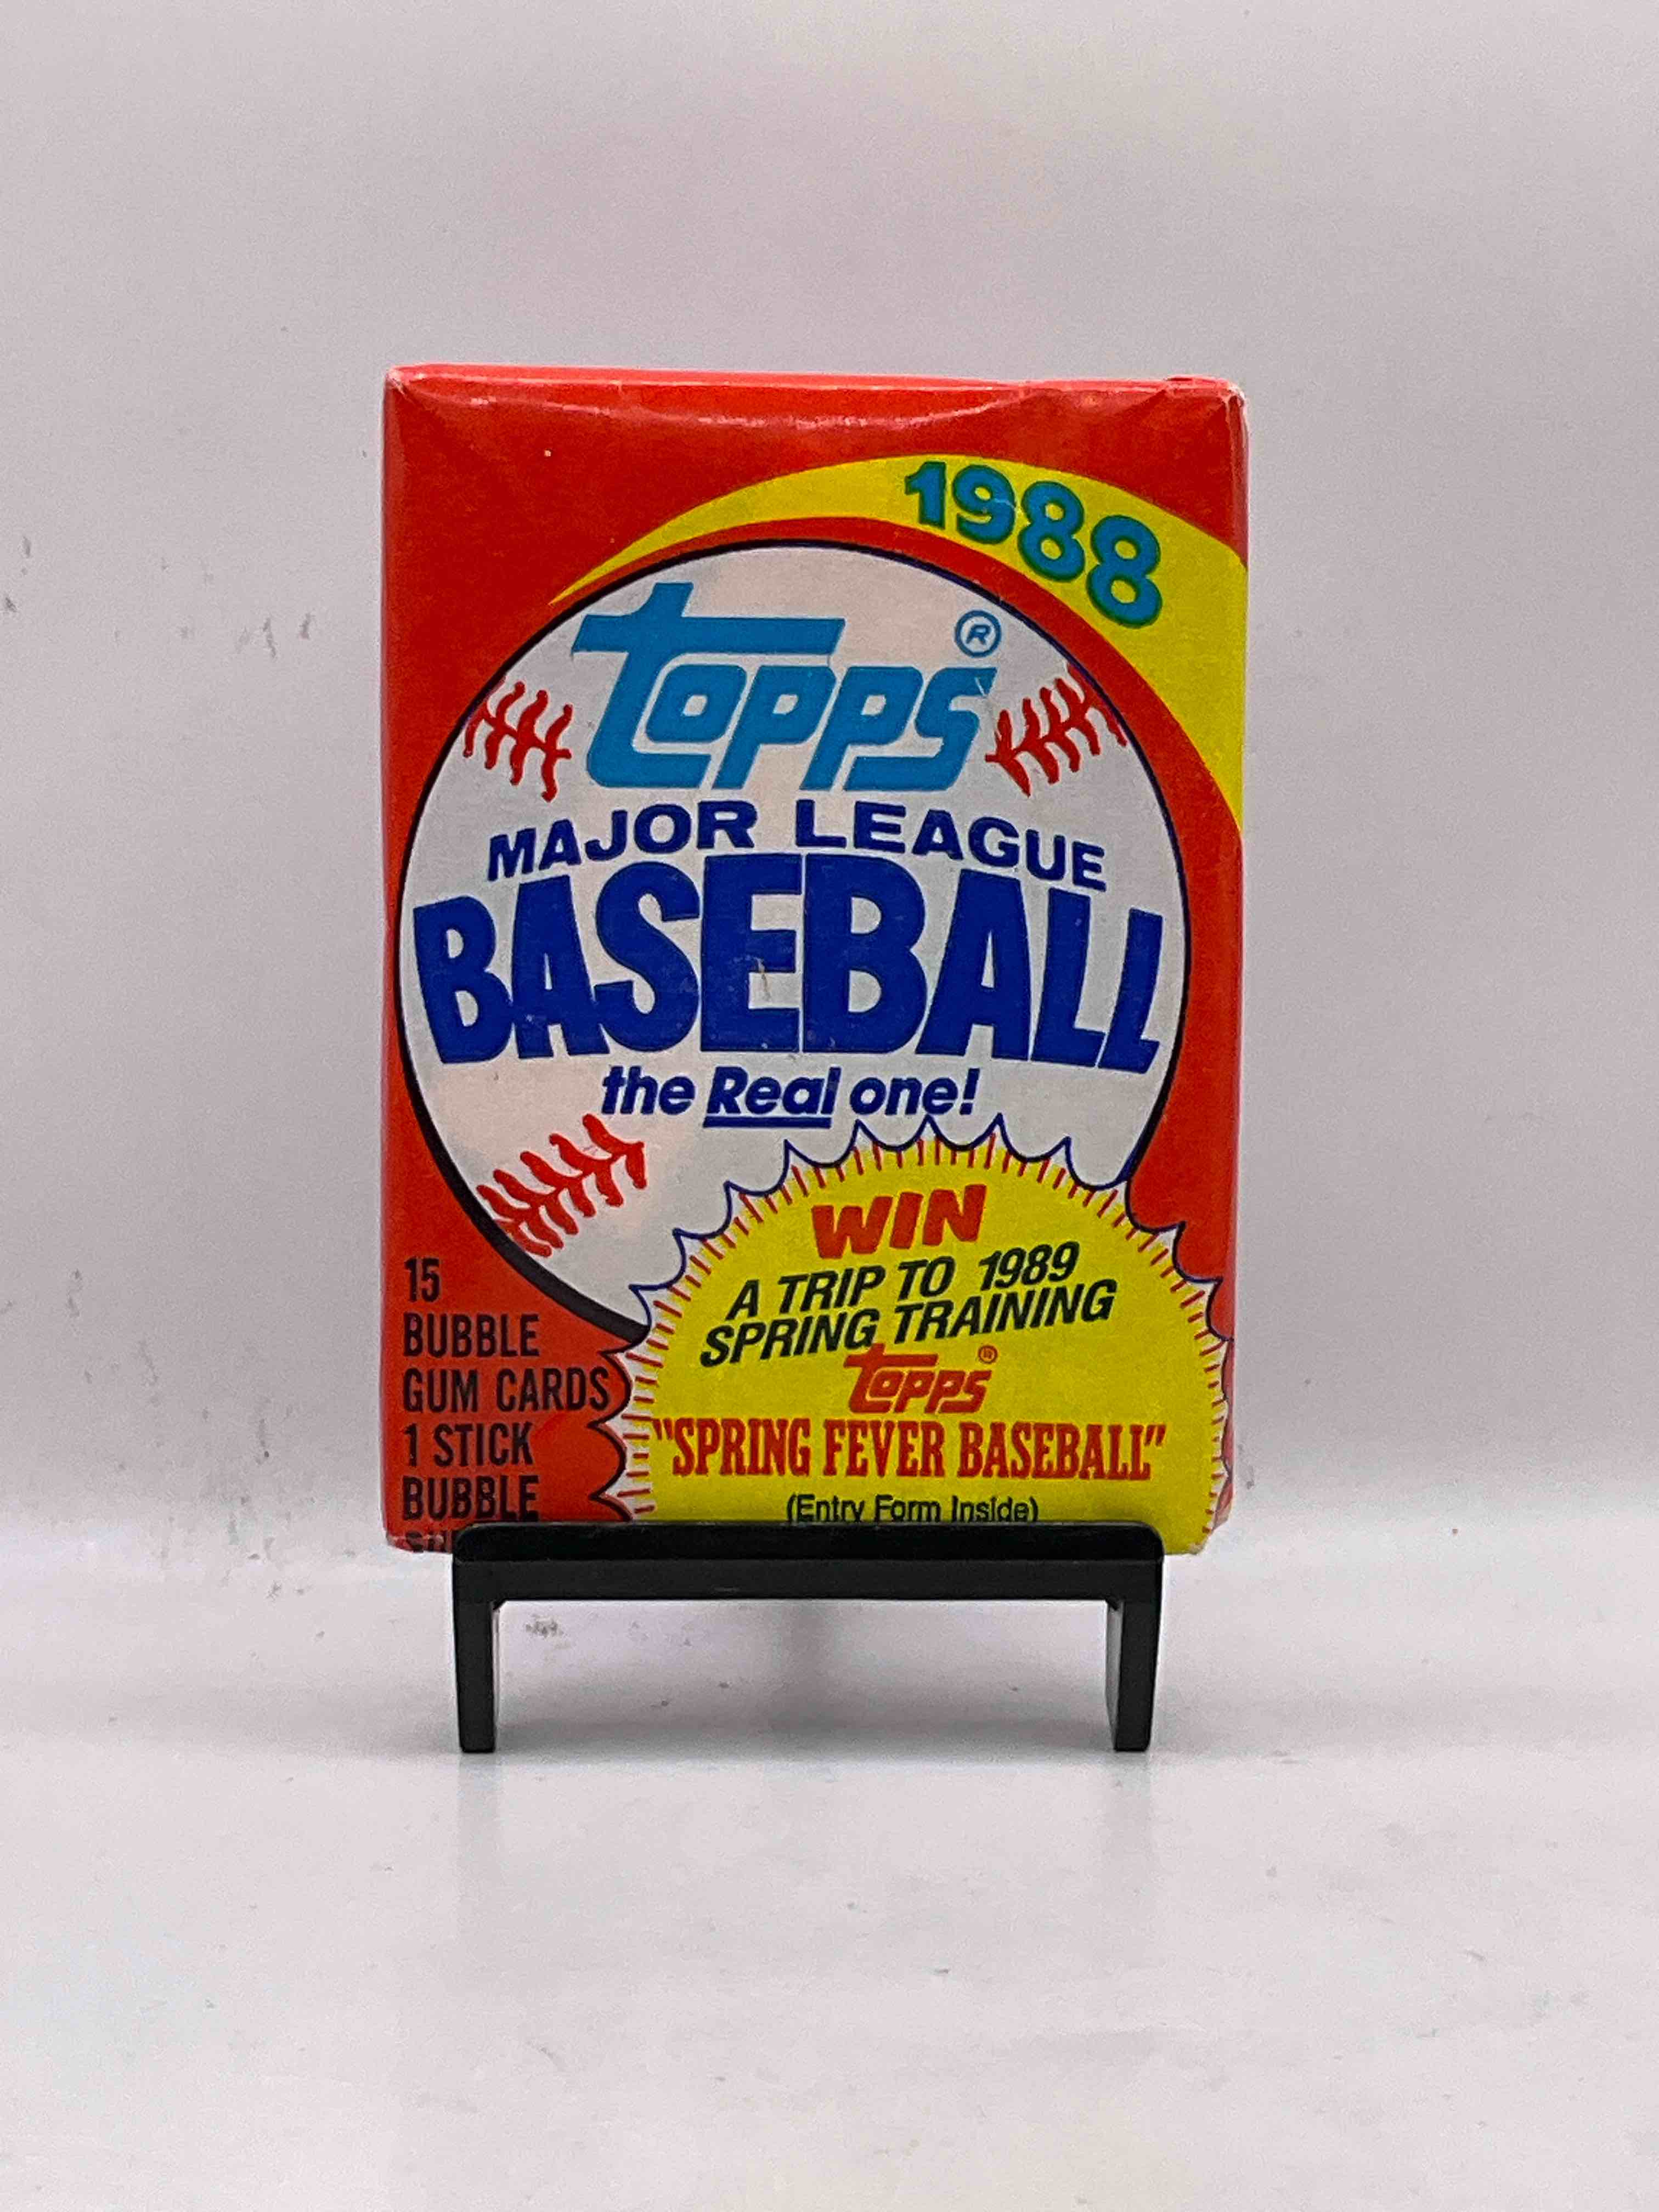 1988
Topps®
MAJOR LEAGUE
BASEBALL
the Real one!
15
BUBBLE
GUM CARDS
1 STICK
BUBBLE
WIN
A TRIP TO 1989
SPRING TRAINING
Topps®
"SPRING FEVER BASEBALL"
(Entry Form Inside)